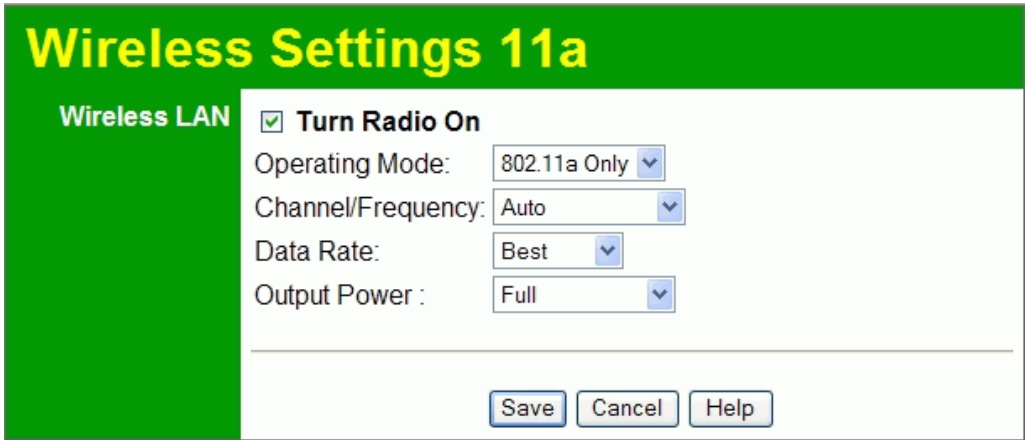 Wireless Settings 11a
Wireless LAN
Turn Radio On
Operating Mode: 802.11a Only
Channel/Frequency: Auto
Data Rate: Best
Output Power : Full
Save Cancel Help